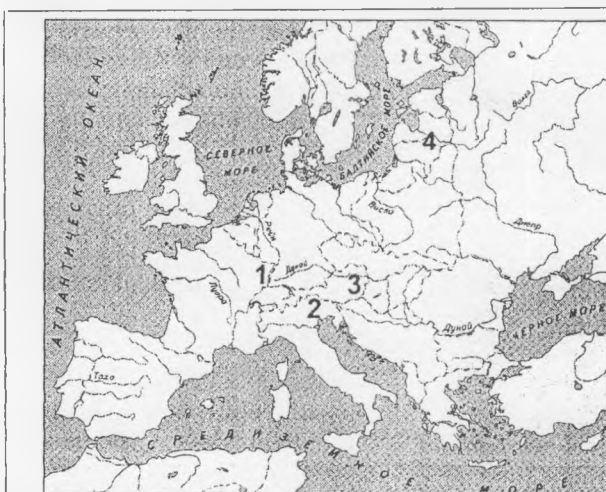 АТЛАНТИЧЕСКИЙ ОКЕАН
СЕВЕРНОЕ
МОРЕ
БАЛТИЙСКОЕ МОРЕ
4
Волга
Висла
Днепр
1
Дунай
3
2
Дунай
ЧЕРНОЕ МОРЕ
Тахо
СРЕДИЗЕМНОЕ МОРЕ